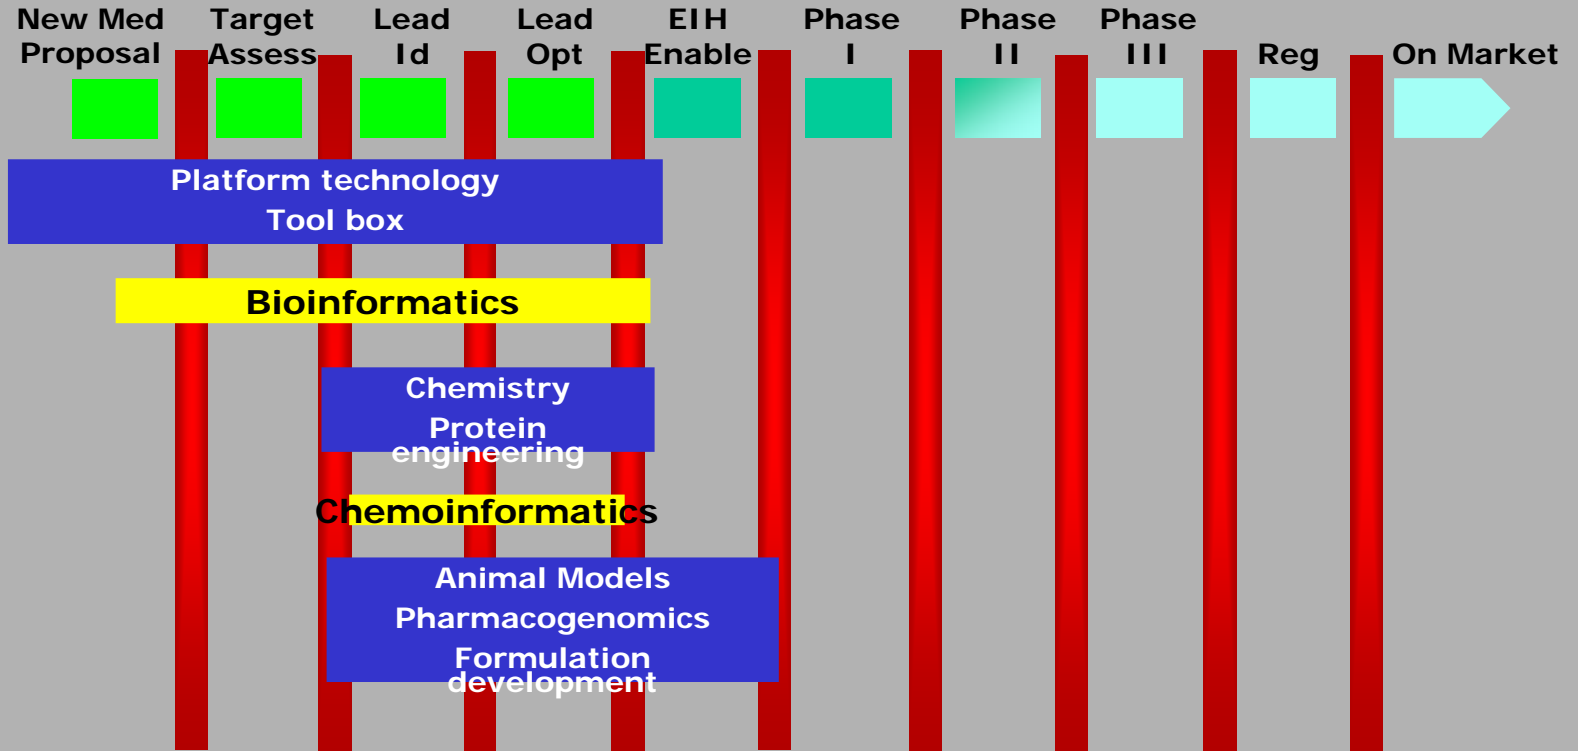 New Med
Proposal
Target
Assess
Lead
Id
Lead
Opt
EIH
Enable
Phase
I
Phase
II
Phase
III
Reg
On Market
Platform technology
Tool box
Bioinformatics
Chemistry
Protein
engineering
Chemoinformatics
Animal Models
Pharmacogenomics
Formulation
development